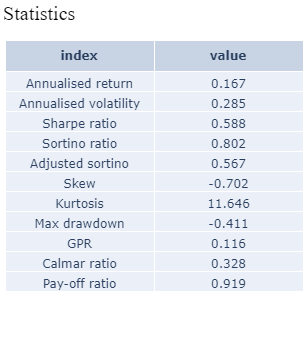 Statistics
index value
Annualised return 0.167
Annualised volatility 0.285
Sharpe ratio 0.588
Sortino ratio 0.802
Adjusted sortino 0.567
Skew -0.702
Kurtosis 11.646
Max drawdown -0.411
GPR 0.116
Calmar ratio 0.328
Pay-off ratio 0.919